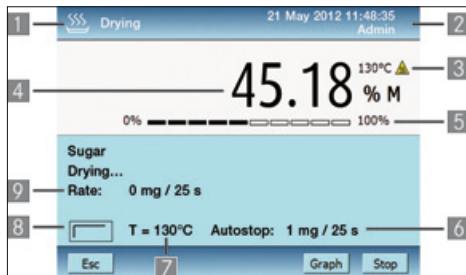 1 Drying 21 May 2012 11:48:35 2
Admin
130°C 3
4 45.18 % M
0% 100% 5
Sugar
Drying...
9 Rate: 0 mg / 25 s
8 T = 130°C Autostop: 1 mg / 25 s 6
Esc 7 Graph Stop